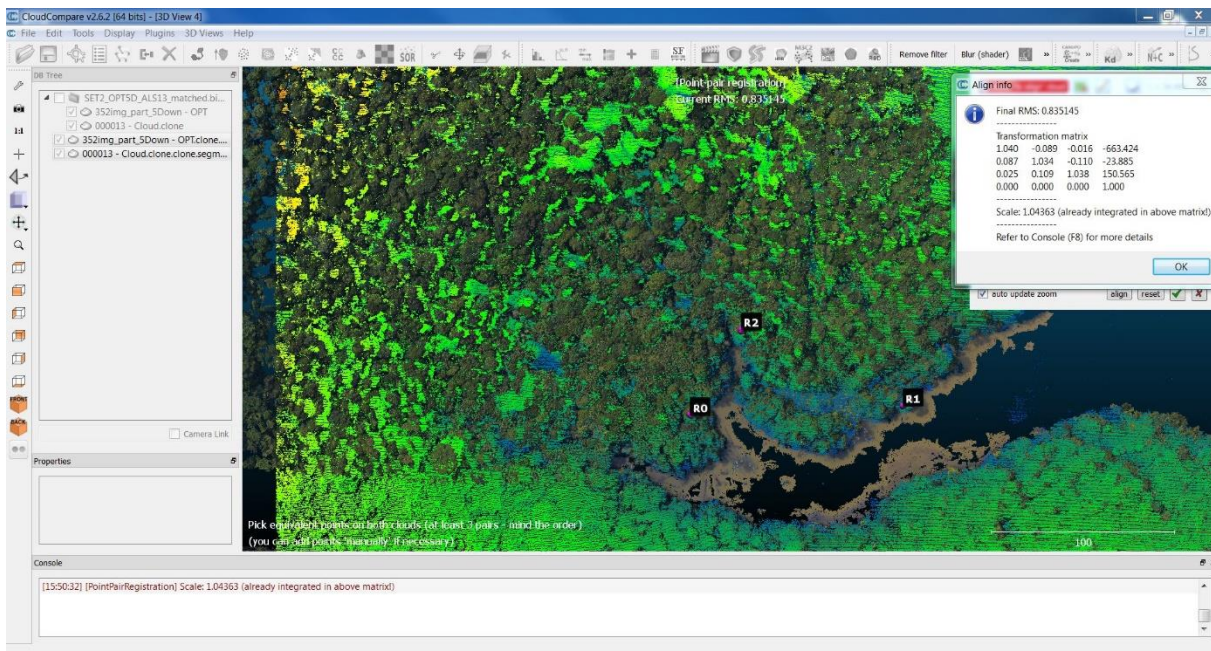 CloudCompare v2.6.2 [64 bits] - [3D View 4]
File Edit Tools Display Plugins 3D Views Help
SOR
SF
Remove filter
Blur (shader)
Kd
N+C
DB Tree
SET2_OPT5D_ALS13_matched.bi...
352img_part_5Down - OPT
000013 - Cloud.clone
352img_part_5Down - OPT.clone....
000013 - Cloud.clone.clone.segm...
1:1
FRONT
BACK
Camera Link
Properties
[Point-pair registration]
Current RMS: 0.835145
R2
R0
R1
Pick equivalent points on both clouds (at least 3 pairs - mind the order)
(you can add points 'manually' if necessary)
100
Align info
Final RMS: 0.835145
----------------
Transformation matrix
1.040 -0.089 -0.016 -663.424
0.087 1.034 -0.110 -23.885
0.025 0.109 1.038 150.565
0.000 0.000 0.000 1.000
----------------
Scale: 1.04363 (already integrated in above matrix!)
----------------
Refer to Console (F8) for more details
OK
auto update zoom
align
reset
Console
[15:50:32] [PointPairRegistration] Scale: 1.04363 (already integrated in above matrix!)